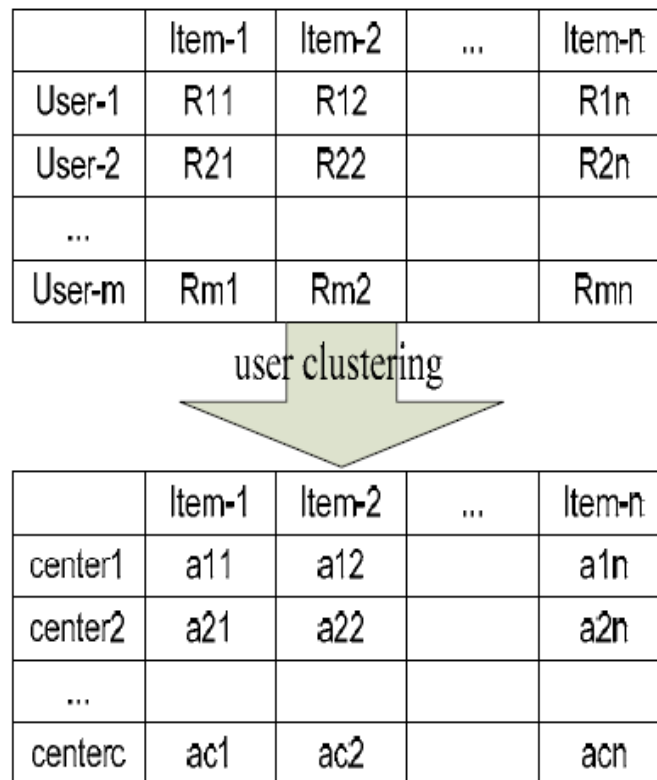 Item-1 Item-2 ... Item-n
User-1 R11 R12 R1n
User-2 R21 R22 R2n
...
User-m Rm1 Rm2 Rmn
user clustering
Item-1 Item-2 ... Item-n
center1 a11 a12 a1n
center2 a21 a22 a2n
...
centerc ac1 ac2 acn